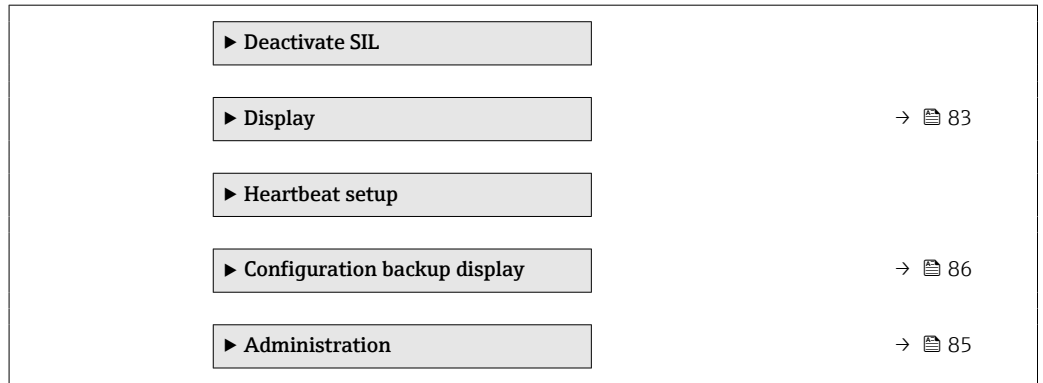 ▶ Deactivate SIL
▶ Display → 83
▶ Heartbeat setup
▶ Configuration backup display → 86
▶ Administration → 85